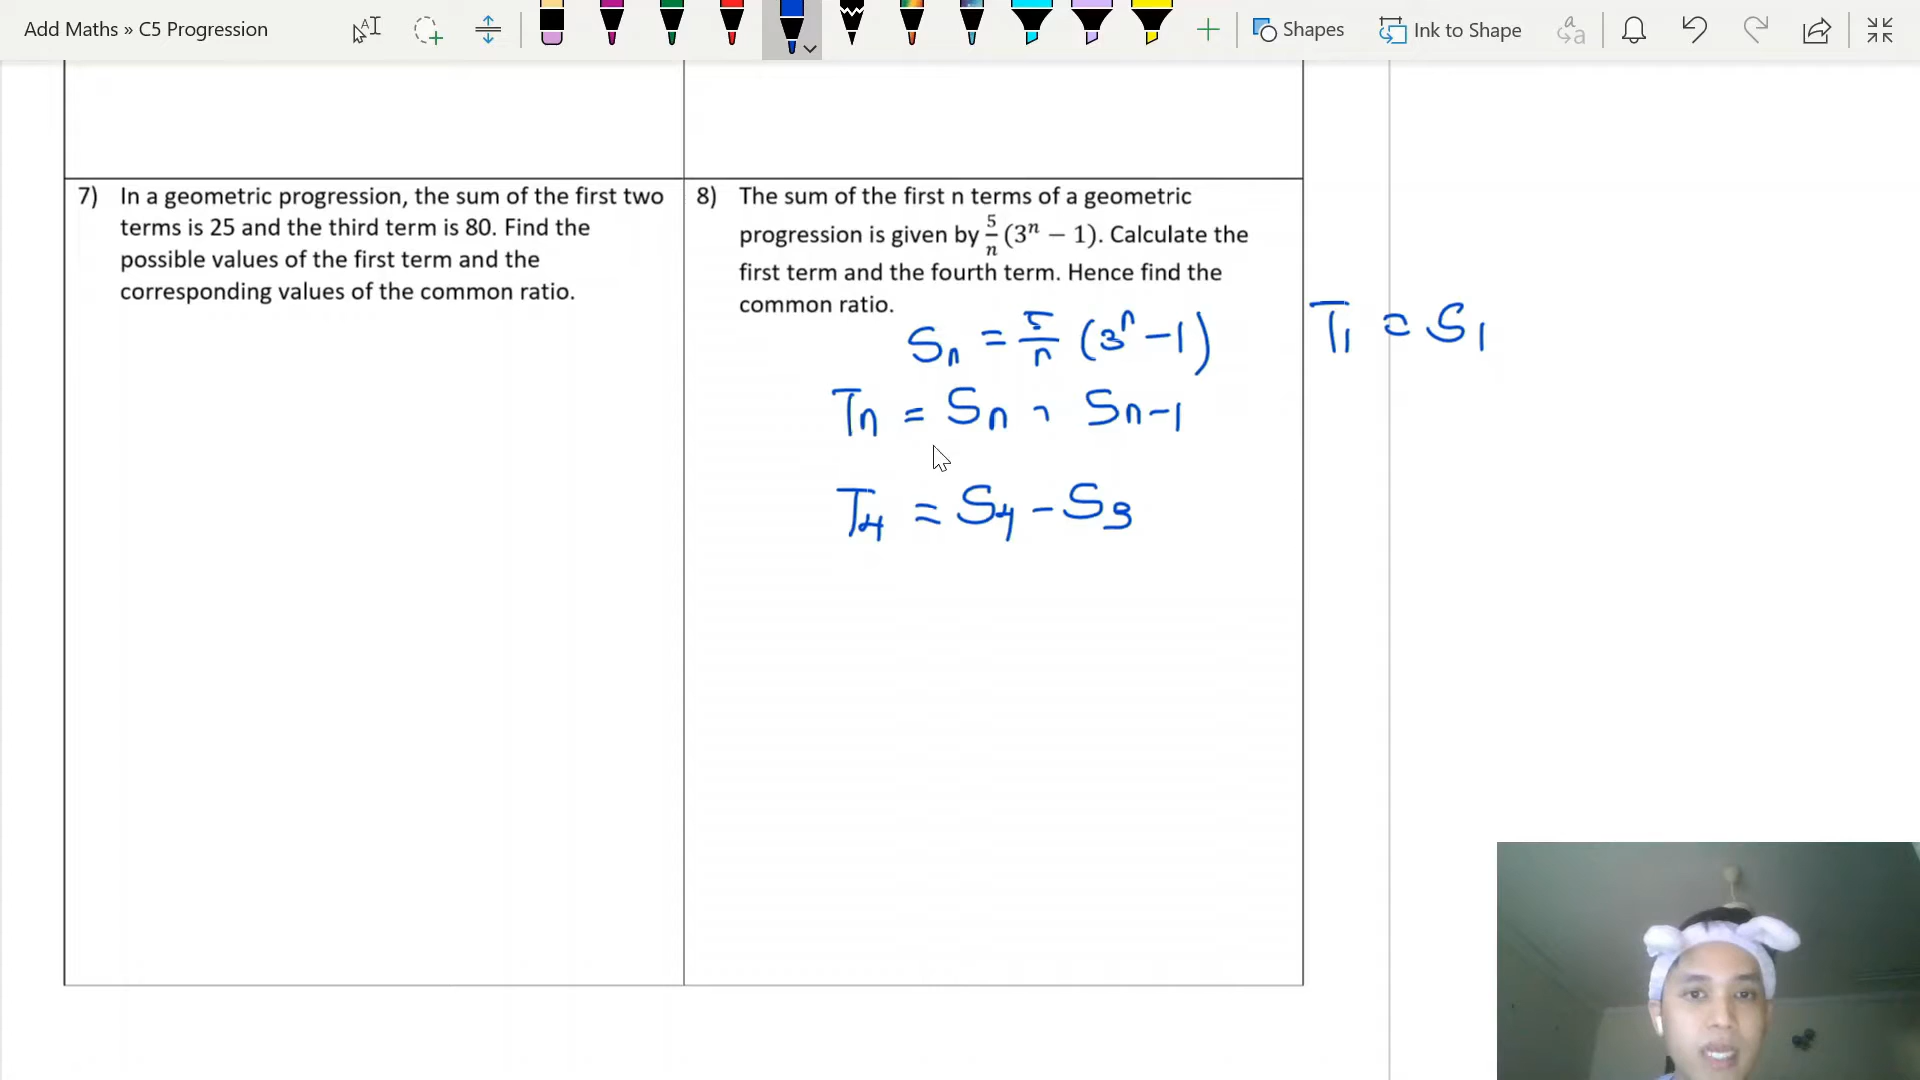 Add Maths » C5 Progression
Shapes
Ink to Shape
7) In a geometric progression, the sum of the first two
terms is 25 and the third term is 80. Find the
possible values of the first term and the
corresponding values of the common ratio.
8) The sum of the first n terms of a geometric
progression is given by 5/n (3ⁿ − 1). Calculate the
first term and the fourth term. Hence find the
common ratio.
Sₙ = 5/n (3ⁿ − 1)
T₁ = S₁
Tₙ = Sₙ - Sₙ₋₁
T₄ = S₄ − S₃